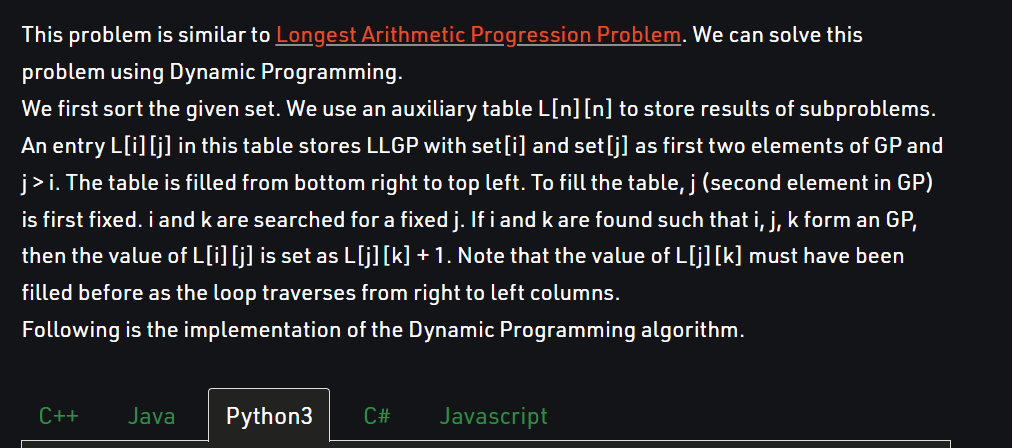 This problem is similar to Longest Arithmetic Progression Problem. We can solve this
problem using Dynamic Programming.
We first sort the given set. We use an auxiliary table L[n][n] to store results of subproblems.
An entry L[i][j] in this table stores LLGP with set[i] and set[j] as first two elements of GP and
j > i. The table is filled from bottom right to top left. To fill the table, j (second element in GP)
is first fixed. i and k are searched for a fixed j. If i and k are found such that i, j, k form an GP,
then the value of L[i][j] is set as L[j][k] + 1. Note that the value of L[j][k] must have been
filled before as the loop traverses from right to left columns.
Following is the implementation of the Dynamic Programming algorithm.
C++ Java Python3 C# Javascript